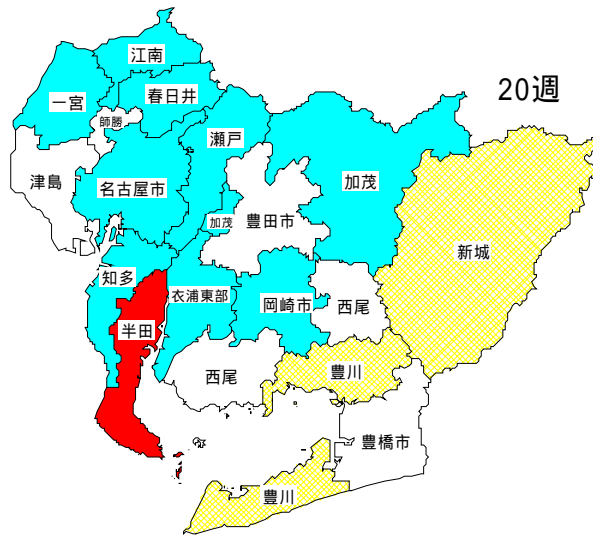 江南
20週
一宮
春日井
師勝
瀬戸
津島
名古屋市
加茂
加茂
豊田市
新城
知多
衣浦東部
岡崎市
西尾
半田
西尾
豊川
豊橋市
豊川